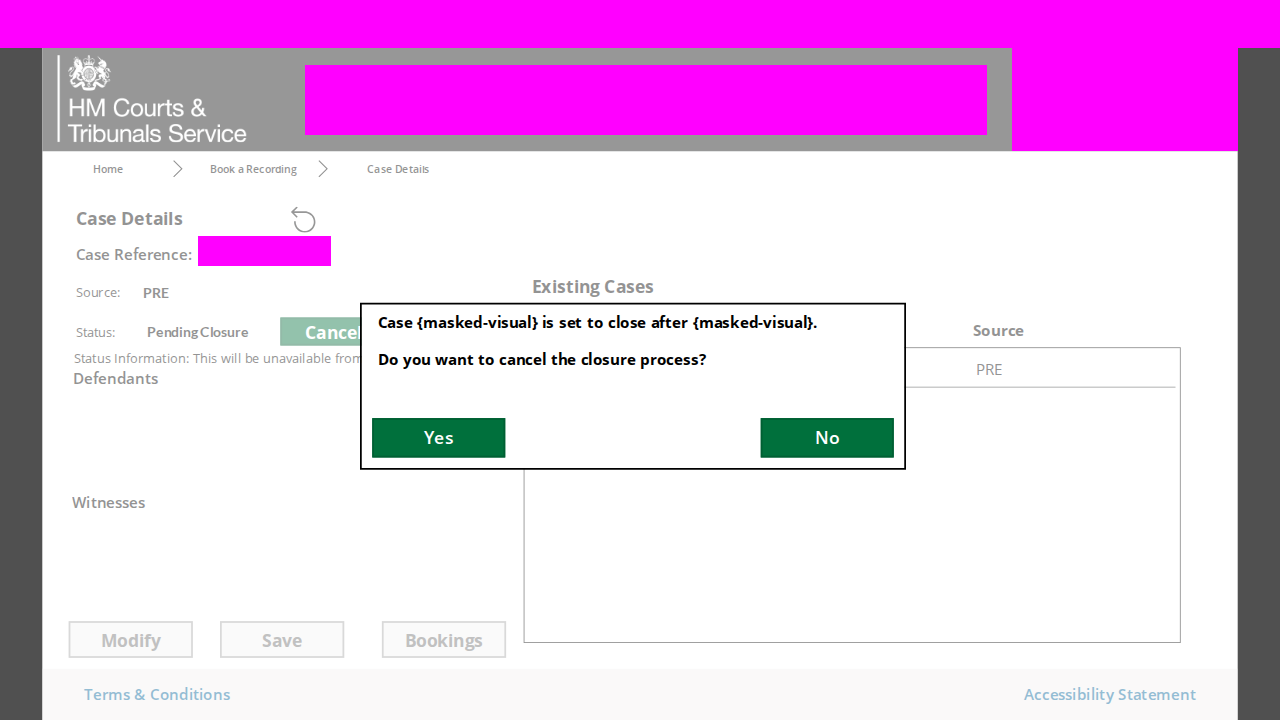 HM Courts &
Tribunals Service
Home
Book a Recording
Case Details
Case Details
Case Reference:
Source: PRE
Existing Cases
Status: Pending Closure
Cancel
Source
Status Information: This will be unavailable from
Defendants
PRE
Case {masked-visual} is set to close after {masked-visual}.
Do you want to cancel the closure process?
Yes
No
Witnesses
Modify
Save
Bookings
Terms & Conditions
Accessibility Statement